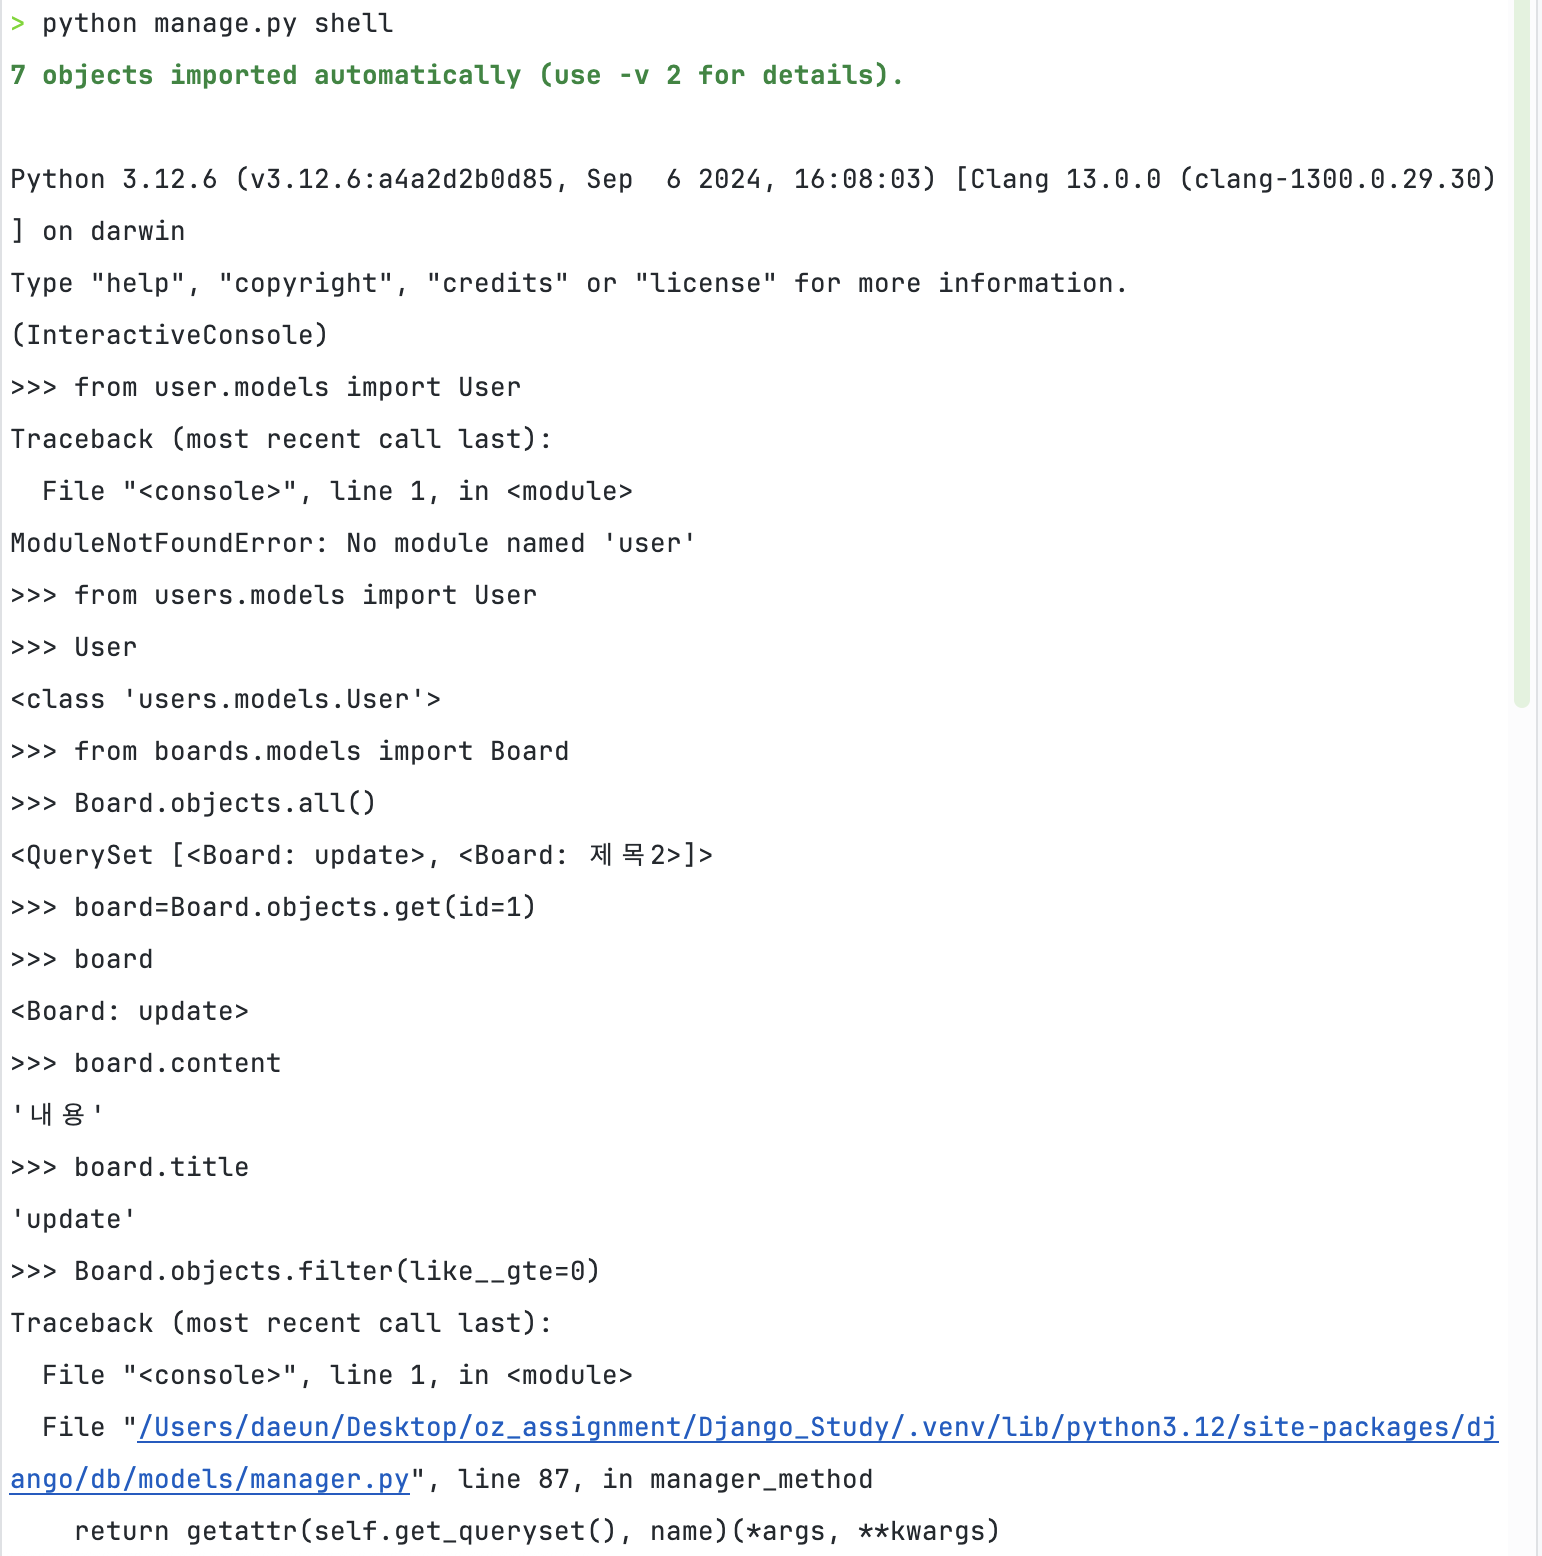 > python manage.py shell
7 objects imported automatically (use -v 2 for details).
Python 3.12.6 (v3.12.6:a4a2d2b0d85, Sep  6 2024, 16:08:03) [Clang 13.0.0 (clang-1300.0.29.30)
] on darwin
Type "help", "copyright", "credits" or "license" for more information.
(InteractiveConsole)
>>> from user.models import User
Traceback (most recent call last):
  File "<console>", line 1, in <module>
ModuleNotFoundError: No module named 'user'
>>> from users.models import User
>>> User
<class 'users.models.User'>
>>> from boards.models import Board
>>> Board.objects.all()
<QuerySet [<Board: update>, <Board: 제목2>]>
>>> board=Board.objects.get(id=1)
>>> board
<Board: update>
>>> board.content
'내용'
>>> board.title
'update'
>>> Board.objects.filter(like__gte=0)
Traceback (most recent call last):
  File "<console>", line 1, in <module>
  File "/Users/daeun/Desktop/oz_assignment/Django_Study/.venv/lib/python3.12/site-packages/dj
ango/db/models/manager.py", line 87, in manager_method
    return getattr(self.get_queryset(), name)(*args, **kwargs)